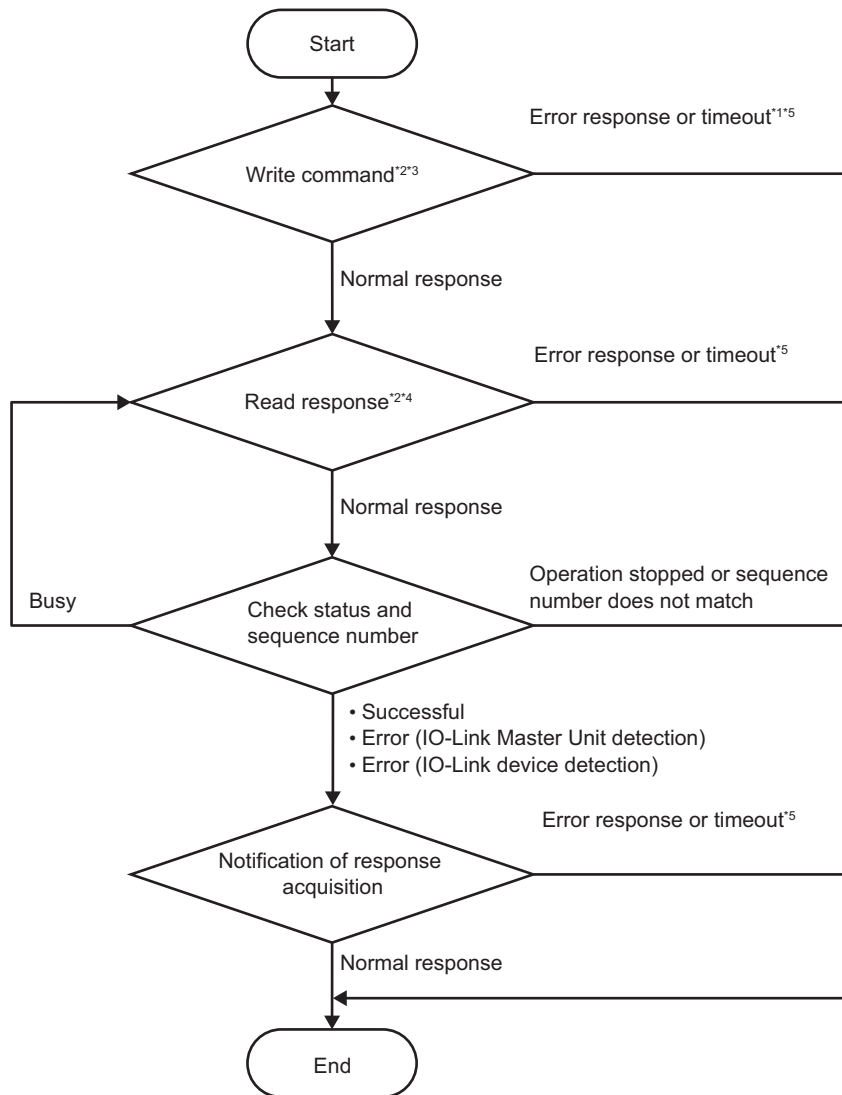 Start
Error response or timeout*1*5
Write command*2*3
Normal response
Error response or timeout*5
Read response*2*4
Normal response
Operation stopped or sequence
number does not match
Busy
Check status and
sequence number
• Successful
• Error (IO-Link Master Unit detection)
• Error (IO-Link device detection)
Error response or timeout*5
Notification of response
acquisition
Normal response
End